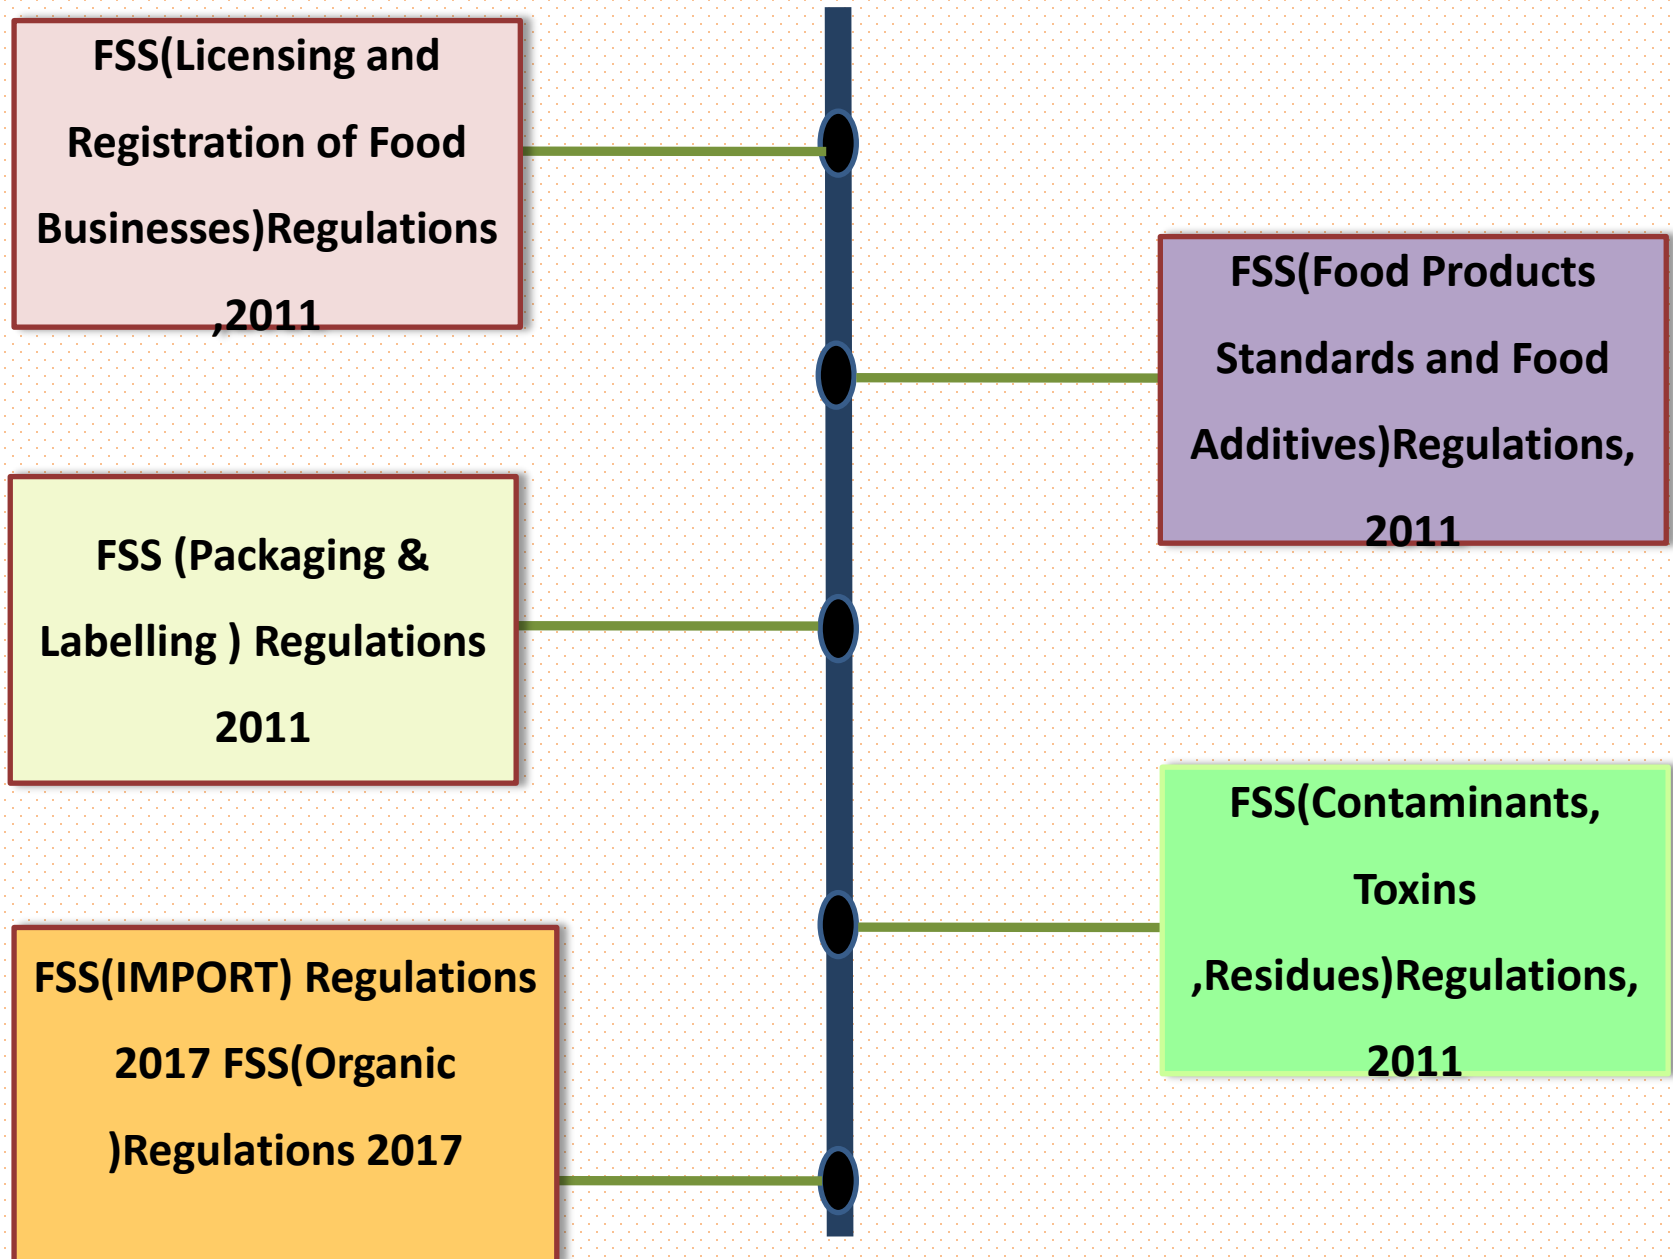 FSS(Licensing and
Registration of Food
Businesses)Regulations
,2011
FSS(Food Products
Standards and Food
Additives)Regulations,
2011
FSS (Packaging &
Labelling ) Regulations
2011
FSS(Contaminants,
Toxins
,Residues)Regulations,
2011
FSS(IMPORT) Regulations
2017 FSS(Organic
)Regulations 2017